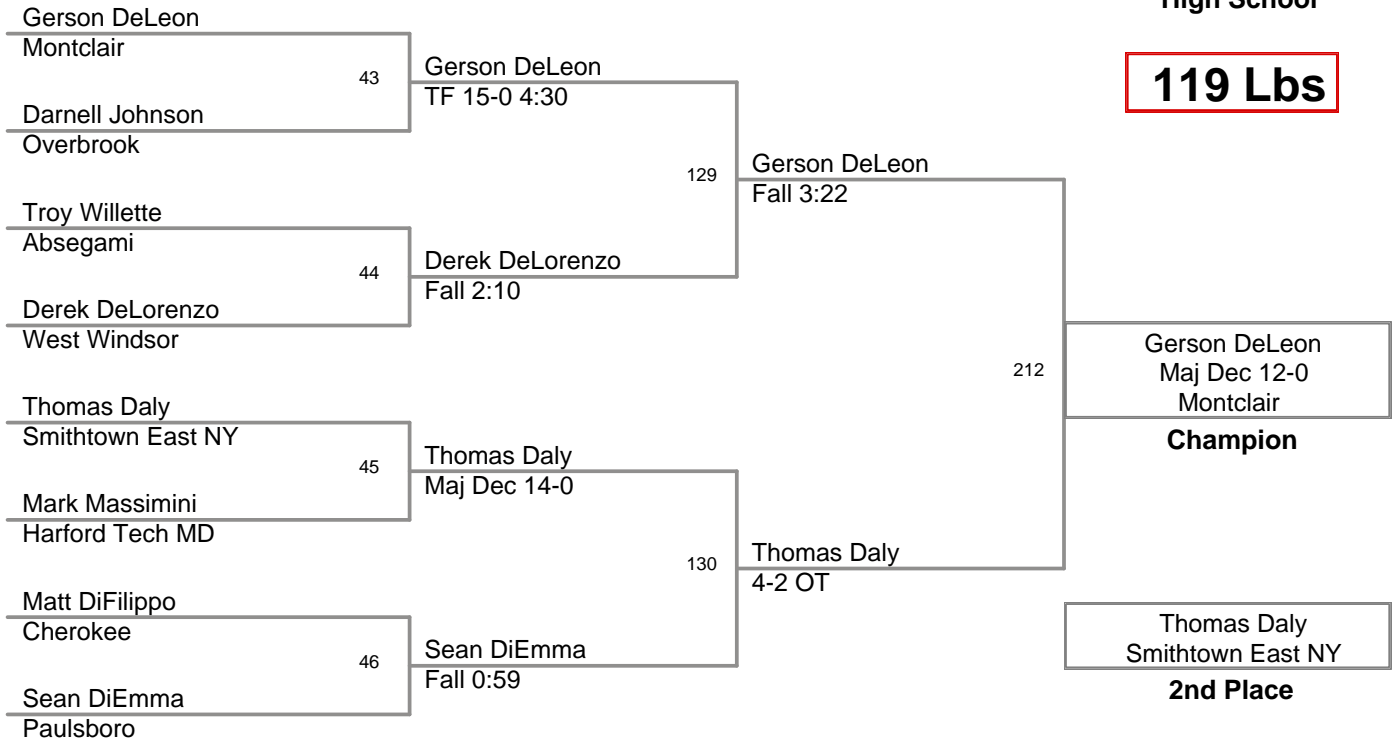 High School
119 Lbs
Gerson DeLeon
Montclair
43
Darnell Johnson
Overbrook
Troy Willette
Absegami
44
Derek DeLorenzo
West Windsor
Thomas Daly
Smithtown East NY
45
Mark Massimini
Harford Tech MD
Matt DiFilippo
Cherokee
46
Sean DiEmma
Paulsboro
Gerson DeLeon
TF 15-0 4:30
129
Derek DeLorenzo
Fall 2:10
Thomas Daly
Maj Dec 14-0
130
Sean DiEmma
Fall 0:59
Gerson DeLeon
Fall 3:22
212
Thomas Daly
4-2 OT
Gerson DeLeon
Maj Dec 12-0
Montclair
Champion
Thomas Daly
Smithtown East NY
2nd Place